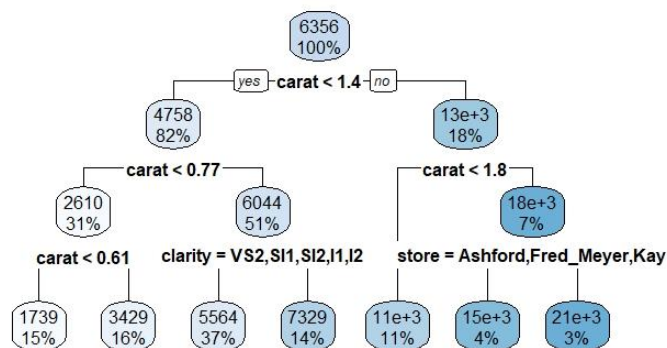 6356
100%
yes carat < 1.4 no
4758
82%
13e+3
18%
carat < 0.77
carat < 1.8
2610
31%
6044
51%
18e+3
7%
carat < 0.61
clarity = VS2,SI1,SI2,I1,I2
store = Ashford,Fred_Meyer,Kay
1739
15%
3429
16%
5564
37%
7329
14%
11e+3
11%
15e+3
4%
21e+3
3%